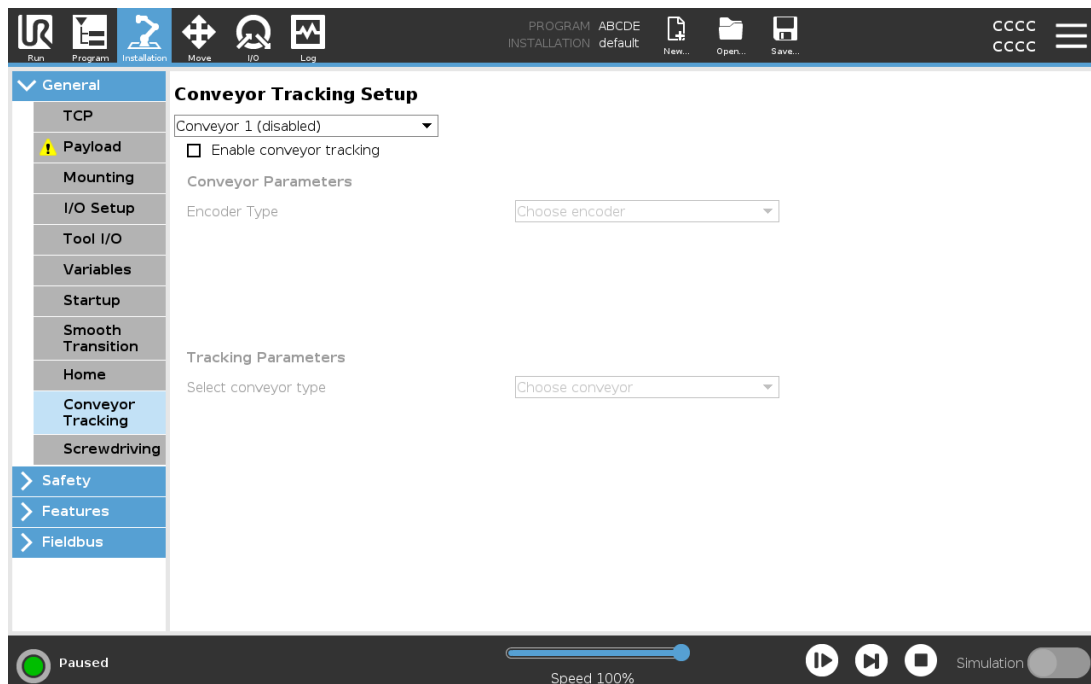 UR
Run
Program
Installation
Move
I/O
Log
PROGRAM ABCDE
INSTALLATION default
New...
Open...
Save...
CCCC
CCCC
General
TCP
Payload
Mounting
I/O Setup
Tool I/O
Variables
Startup
Smooth
Transition
Home
Conveyor
Tracking
Screwdriving
Safety
Features
Fieldbus
Conveyor Tracking Setup
Conveyor 1 (disabled)
Enable conveyor tracking
Conveyor Parameters
Encoder Type
Choose encoder
Tracking Parameters
Select conveyor type
Choose conveyor
Paused
Speed 100%
Simulation